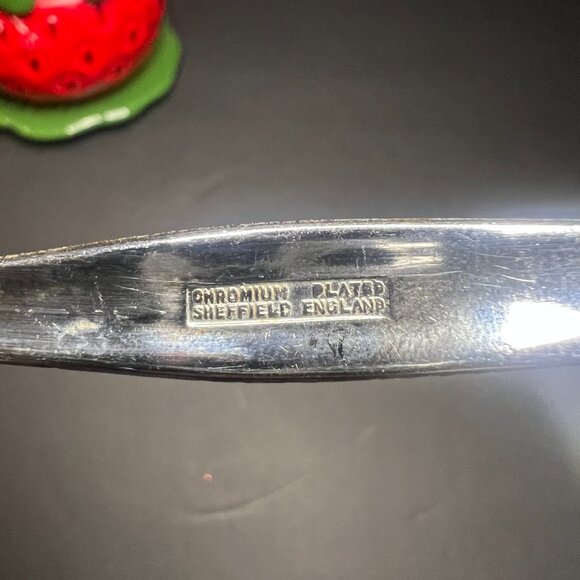 CHROMIUM PLATED
SHEFFIELD ENGLAND